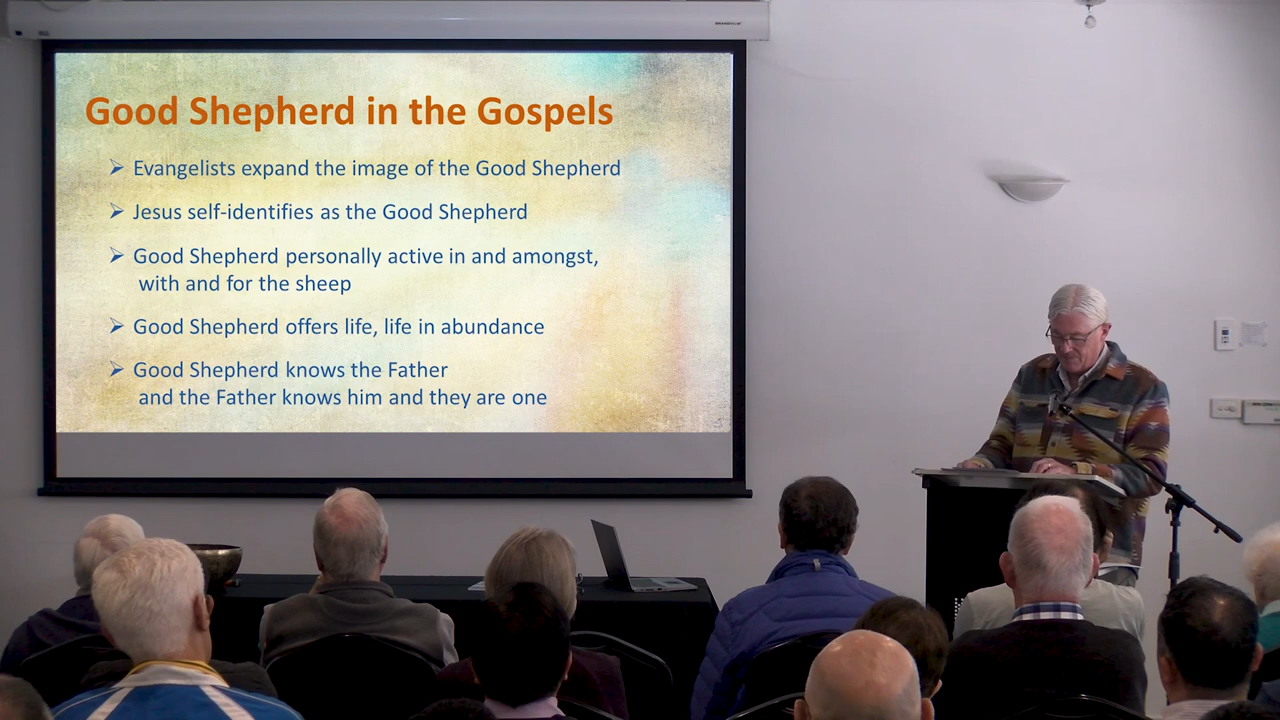 Good Shepherd in the Gospels
Evangelists expand the image of the Good Shepherd
Jesus self-identifies as the Good Shepherd
Good Shepherd personally active in and amongst,
with and for the sheep
Good Shepherd offers life, life in abundance
Good Shepherd knows the Father
and the Father knows him and they are one